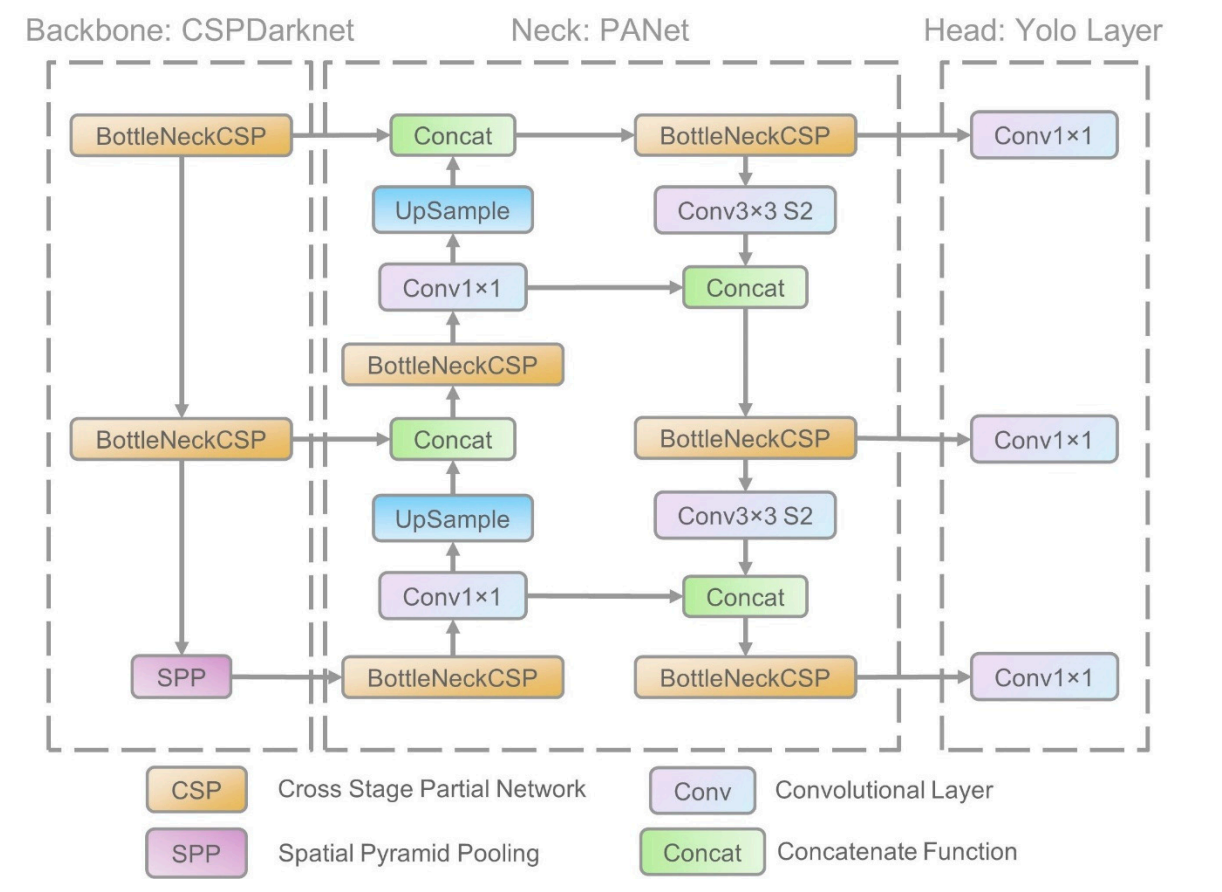 Backbone: CSPDarknet Neck: PANet Head: Yolo Layer
BottleNeckCSP Concat BottleNeckCSP Conv1×1
UpSample Conv3×3 S2
Conv1×1 Concat
BottleNeckCSP
BottleNeckCSP Concat BottleNeckCSP Conv1×1
UpSample Conv3×3 S2
Conv1×1 Concat
SPP BottleNeckCSP BottleNeckCSP Conv1×1
CSP Cross Stage Partial Network Conv Convolutional Layer
SPP Spatial Pyramid Pooling Concat Concatenate Function